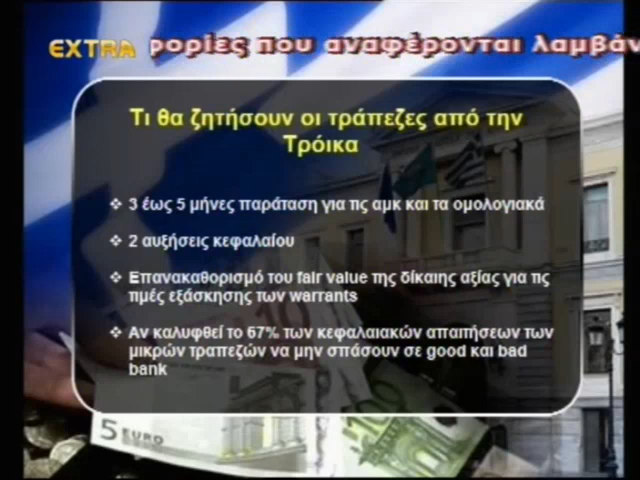 EXTRA
ρορίες που αναφέρονται λαμβάν
Τι θα ζητήσουν οι τράπεζες από την
Τρόικα
❖ 3 έως 5 μήνες παράταση για τις αμκ και τα ομολογιακά
❖ 2 αυξήσεις κεφαλαίου
❖ Επανακαθορισμό του fair value της δίκαιης αξίας για τις
τιμές εξάσκησης των warrants
❖ Αν καλυφθεί το 67% των κεφαλαιακών απαιτήσεων των
μικρών τραπεζών να μην σπάσουν σε good και bad
bank
5 EURO